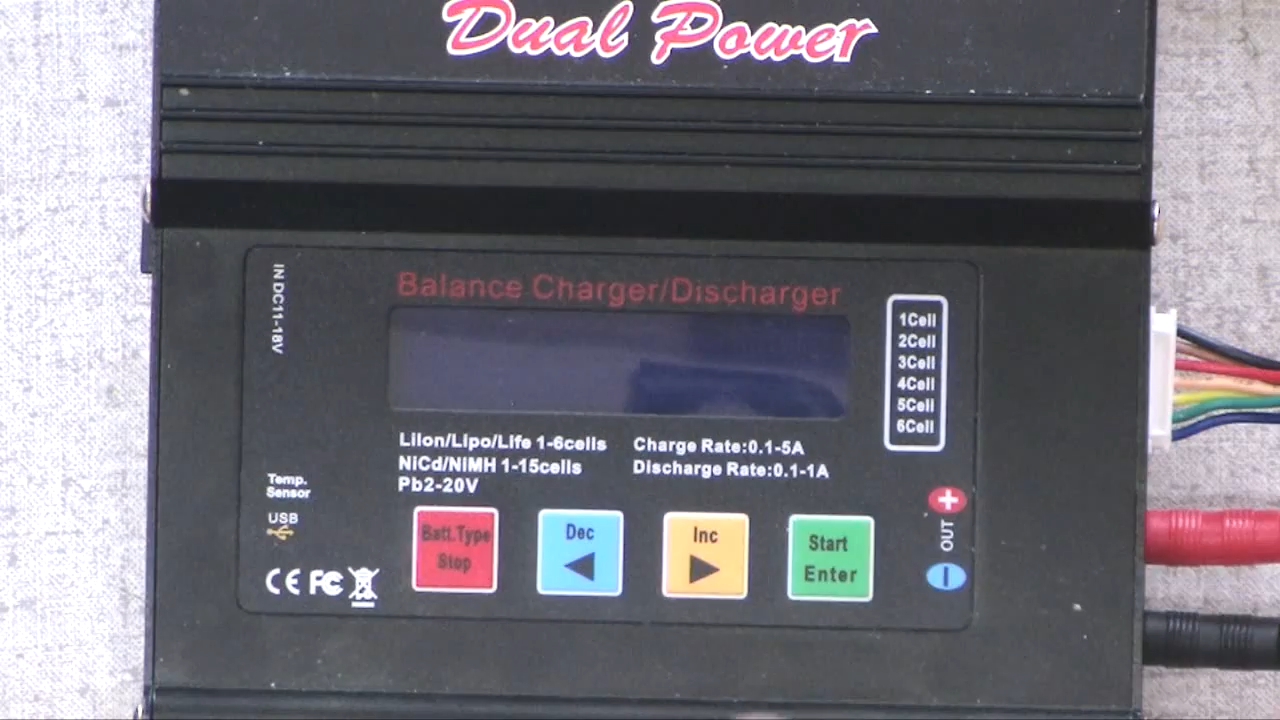 Dual Power
IN DC11-18V
Balance Charger/Discharger
1Cell
2Cell
3Cell
4Cell
5Cell
6Cell
LiIon/Lipo/Life 1-6cells
NiCd/NIMH 1-15cells
Pb2-20V
Charge Rate:0.1-5A
Discharge Rate:0.1-1A
Temp.
Sensor
USB
CE FC
Batt.Type
Stop
Dec
Inc
Start
Enter
+
OUT
-